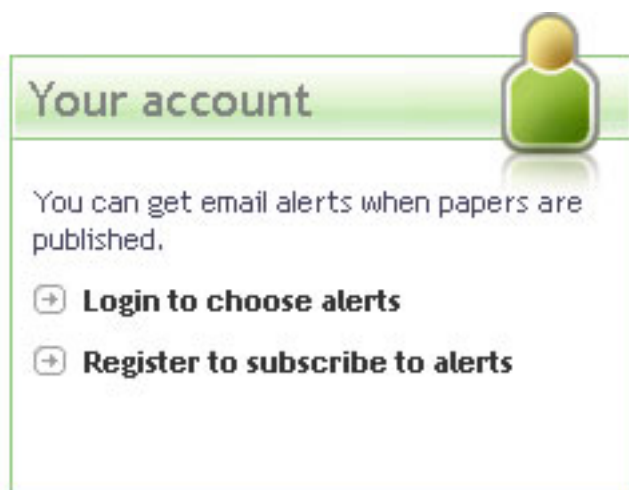 Your account
You can get email alerts when papers are
published.
Login to choose alerts
Register to subscribe to alerts